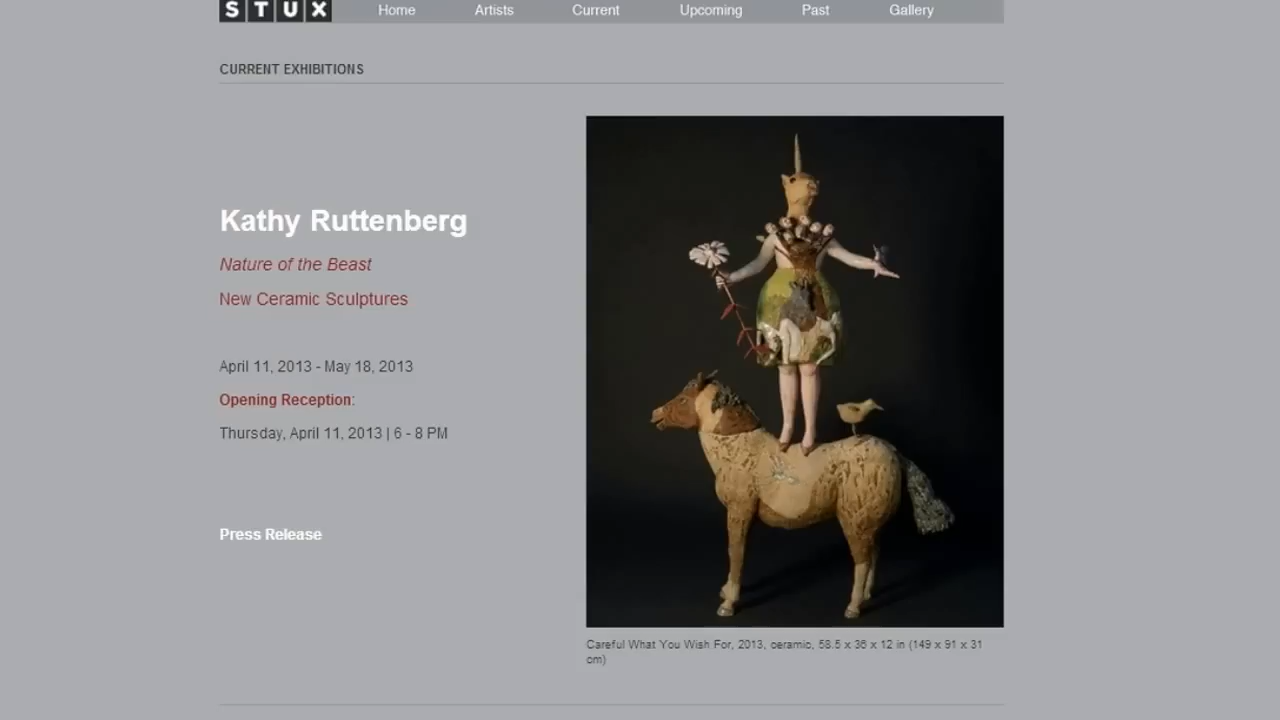 STUX
Home Artists Current Upcoming Past Gallery
CURRENT EXHIBITIONS
Kathy Ruttenberg
Nature of the Beast
New Ceramic Sculptures
April 11, 2013 - May 18, 2013
Opening Reception:
Thursday, April 11, 2013 | 6 - 8 PM
Press Release
Careful What You Wish For, 2013, ceramic, 58.5 x 36 x 12 in (149 x 91 x 31
cm)